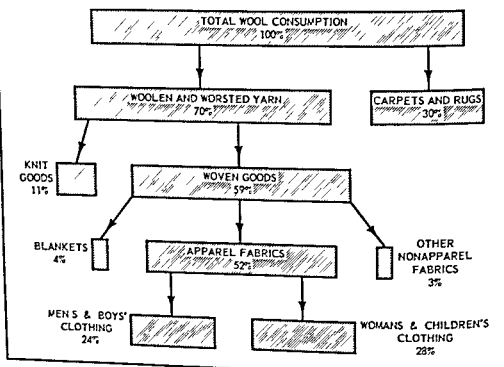 TOTAL WOOL CONSUMPTION
100%
WOOLEN AND WORSTED YARN
70%
CARPETS AND RUGS
30%
KNIT
GOODS
11%
WOVEN GOODS
59%
BLANKETS
4%
APPAREL FABRICS
52%
OTHER
NONAPPAREL
FABRICS
3%
MEN'S & BOYS'
CLOTHING
24%
WOMANS & CHILDREN'S
CLOTHING
28%